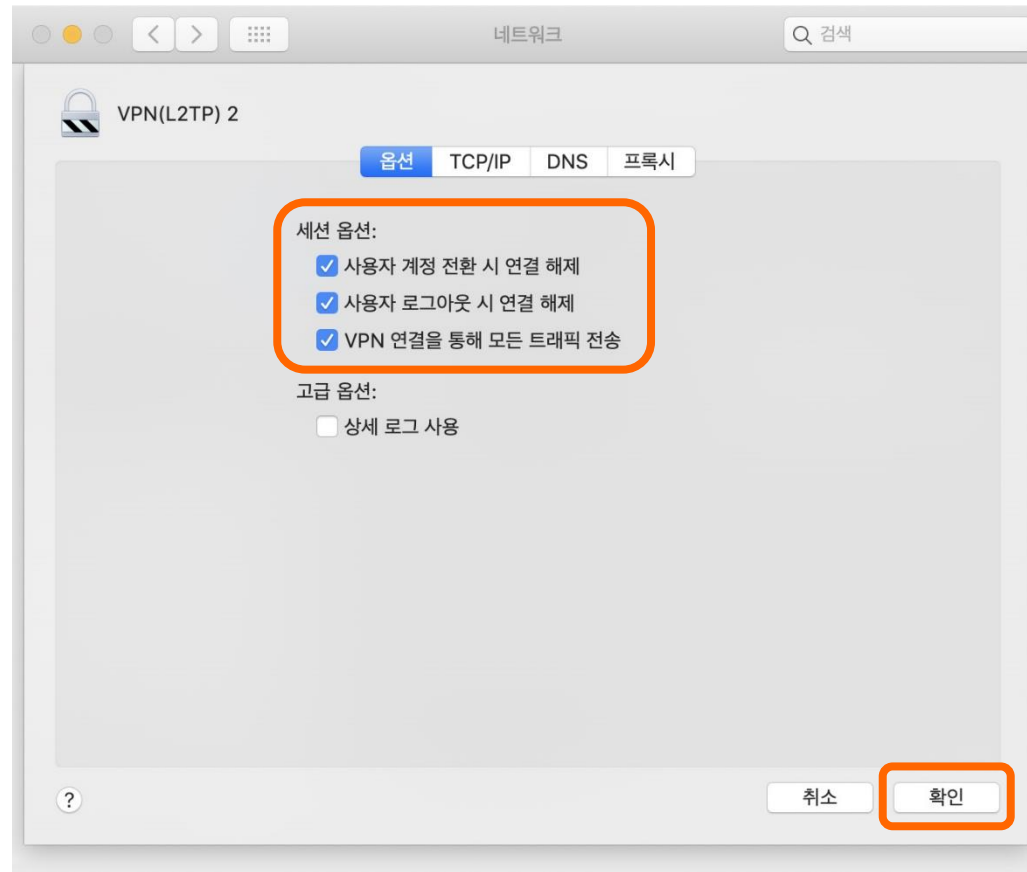 네트워크
검색
VPN(L2TP) 2
옵션 TCP/IP DNS 프록시
세션 옵션:
사용자 계정 전환 시 연결 해제
사용자 로그아웃 시 연결 해제
VPN 연결을 통해 모든 트래픽 전송
고급 옵션:
상세 로그 사용
?
취소 확인